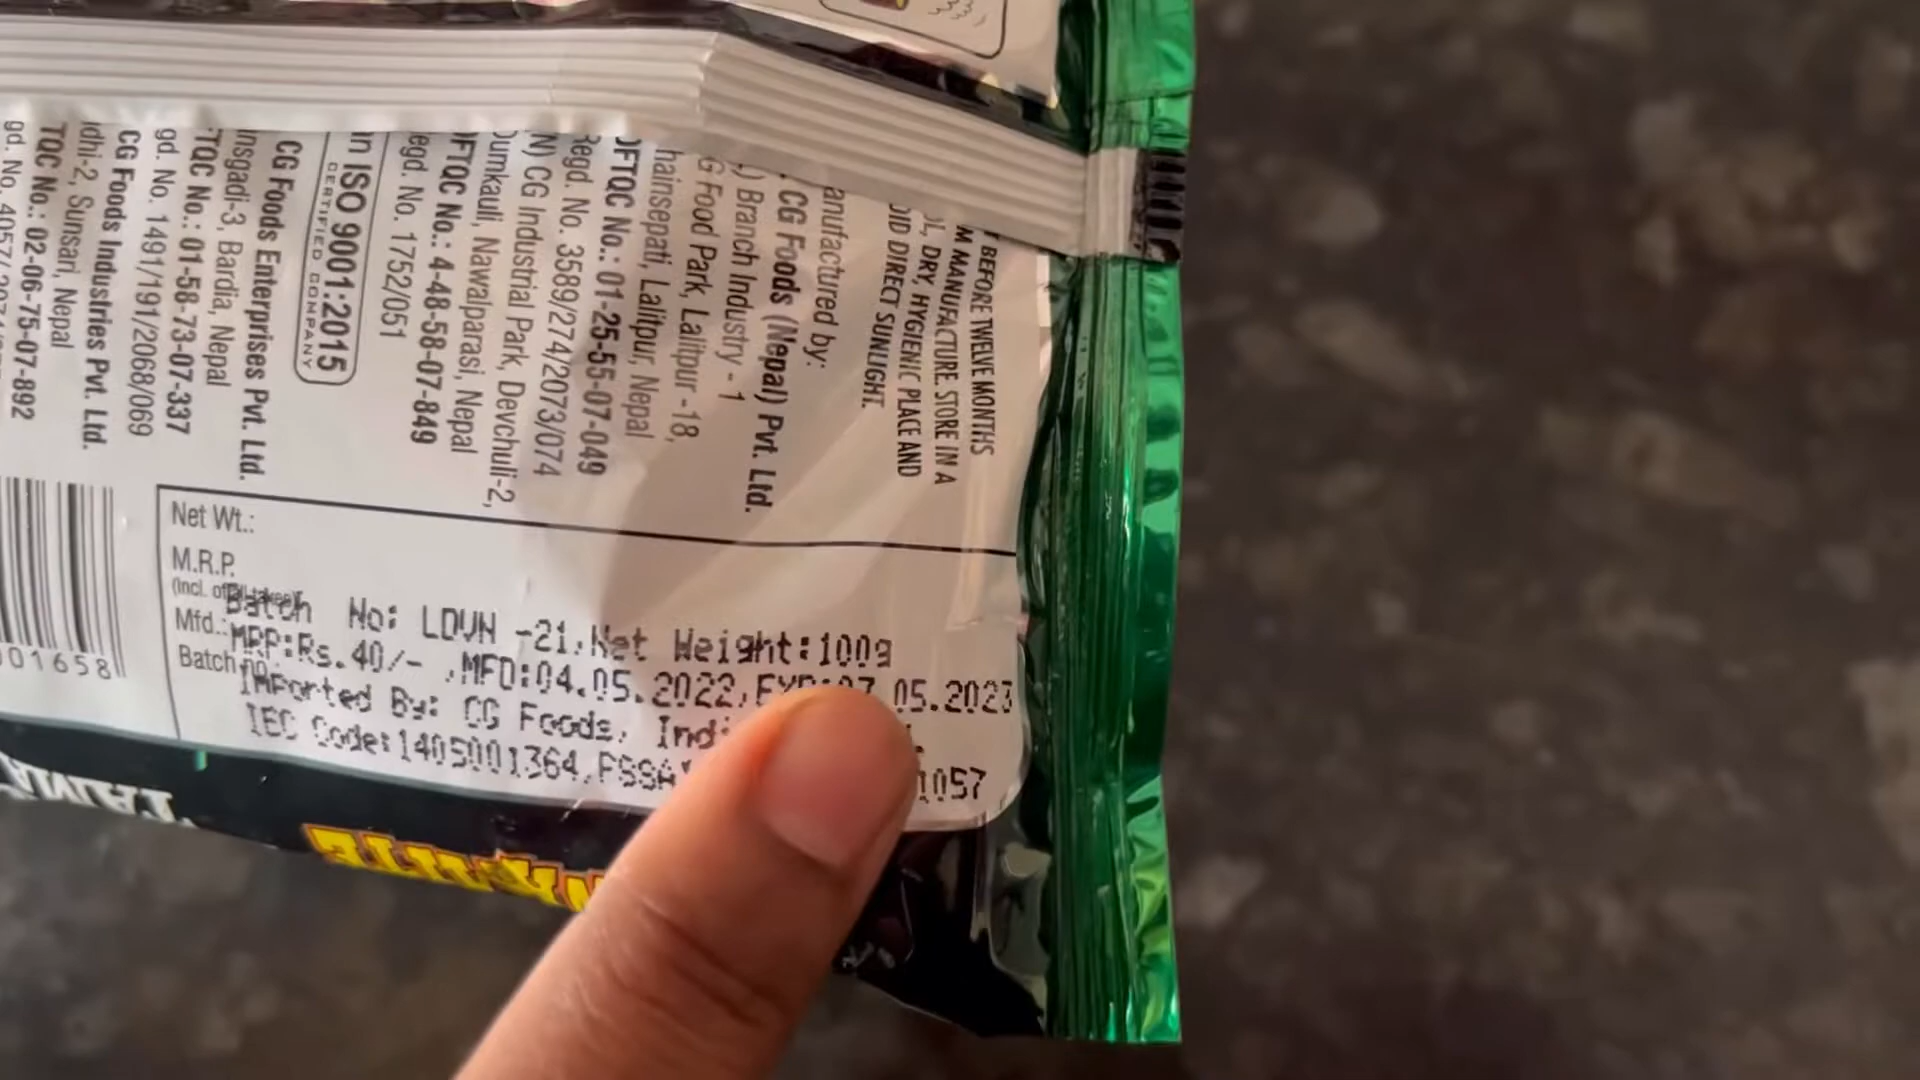 BEFORE TWELVE MONTHS
M MANUFACTURE. STORE IN A
OL, DRY, HYGIENIC PLACE AND
OID DIRECT SUNLIGHT.
anufactured by:
. CG Foods (Nepal) Pvt. Ltd.
.) Branch Industry - 1
G Food Park, Lalitpur -18,
hainsepati, Lalitpur, Nepal
DFTQC No.: 01-25-55-07-049
Regd. No. 3589/274/2073/074
N) CG Industrial Park, Devchuli-2,
Dumkauli, Nawalparasi, Nepal
DFTQC No.: 4-48-58-07-849
egd. No. 1752/051
n ISO 9001:2015
CERTIFIED COMPANY
CG Foods Enterprises Pvt. Ltd.
nsgadi-3, Bardia, Nepal
TQC No.: 01-58-73-07-337
gd. No. 1491/191/2068/069
CG Foods Industries Pvt. Ltd.
dhi-2, Sunsari, Nepal
TQC No.: 02-06-75-07-892
gd. No. 4057/
01658
Net Wt.:
M.R.P.
(Incl. of all taxes)
Mfd.:
Batch no.
Batch No: LDVN -21,Net Weight:100g
MRP:Rs.40/- ,MFD:04.05.2022,EXP: .05.2023
Imported By: CG Foods, Indi
IEC Code:1405001364,FSSA 1057